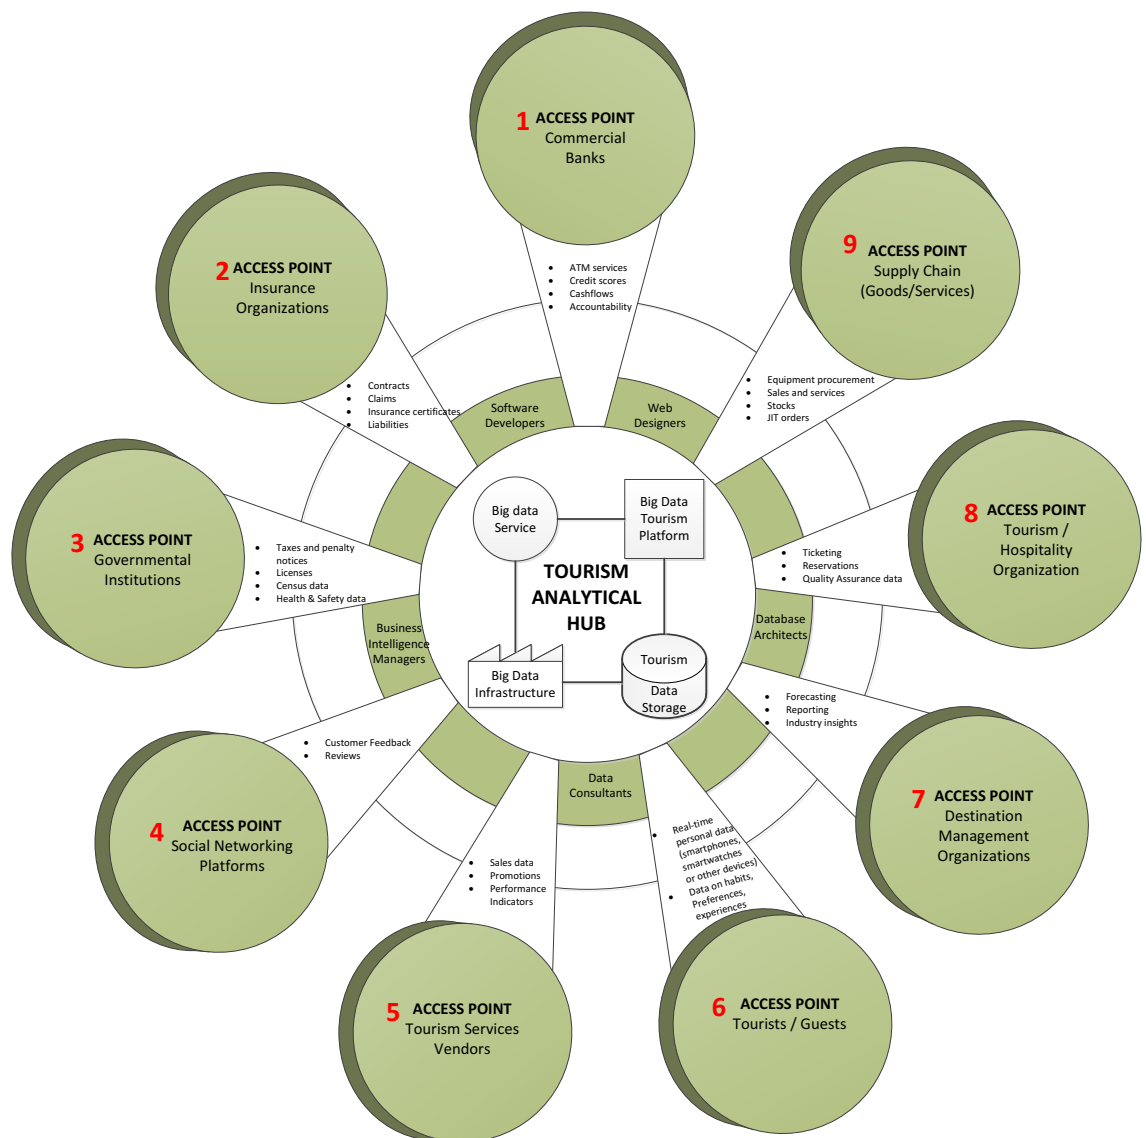 1 ACCESS POINT
Commercial
Banks
• ATM services
• Credit scores
• Cashflows
• Accountability
2 ACCESS POINT
Insurance
Organizations
• Contracts
• Claims
• Insurance certificates
• Liabilities
3 ACCESS POINT
Governmental
Institutions
• Taxes and penalty
notices
• Licenses
• Census data
• Health & Safety data
4 ACCESS POINT
Social Networking
Platforms
• Customer Feedback
• Reviews
5 ACCESS POINT
Tourism Services
Vendors
• Sales data
• Promotions
• Performance
Indicators
6 ACCESS POINT
Tourists / Guests
• Real-time
personal data
(smartphones,
smartwatches
or other devices)
• Data on habits,
Preferences,
experiences
7 ACCESS POINT
Destination
Management
Organizations
• Forecasting
• Reporting
• Industry insights
8 ACCESS POINT
Tourism /
Hospitality
Organization
• Ticketing
• Reservations
• Quality Assurance data
9 ACCESS POINT
Supply Chain
(Goods/Services)
• Equipment procurement
• Sales and services
• Stocks
• JIT orders
Software
Developers
Web
Designers
Business
Intelligence
Managers
Database
Architects
Data
Consultants
Big data
Service
Big Data
Tourism
Platform
TOURISM
ANALYTICAL
HUB
Big Data
Infrastructure
Tourism
Data
Storage